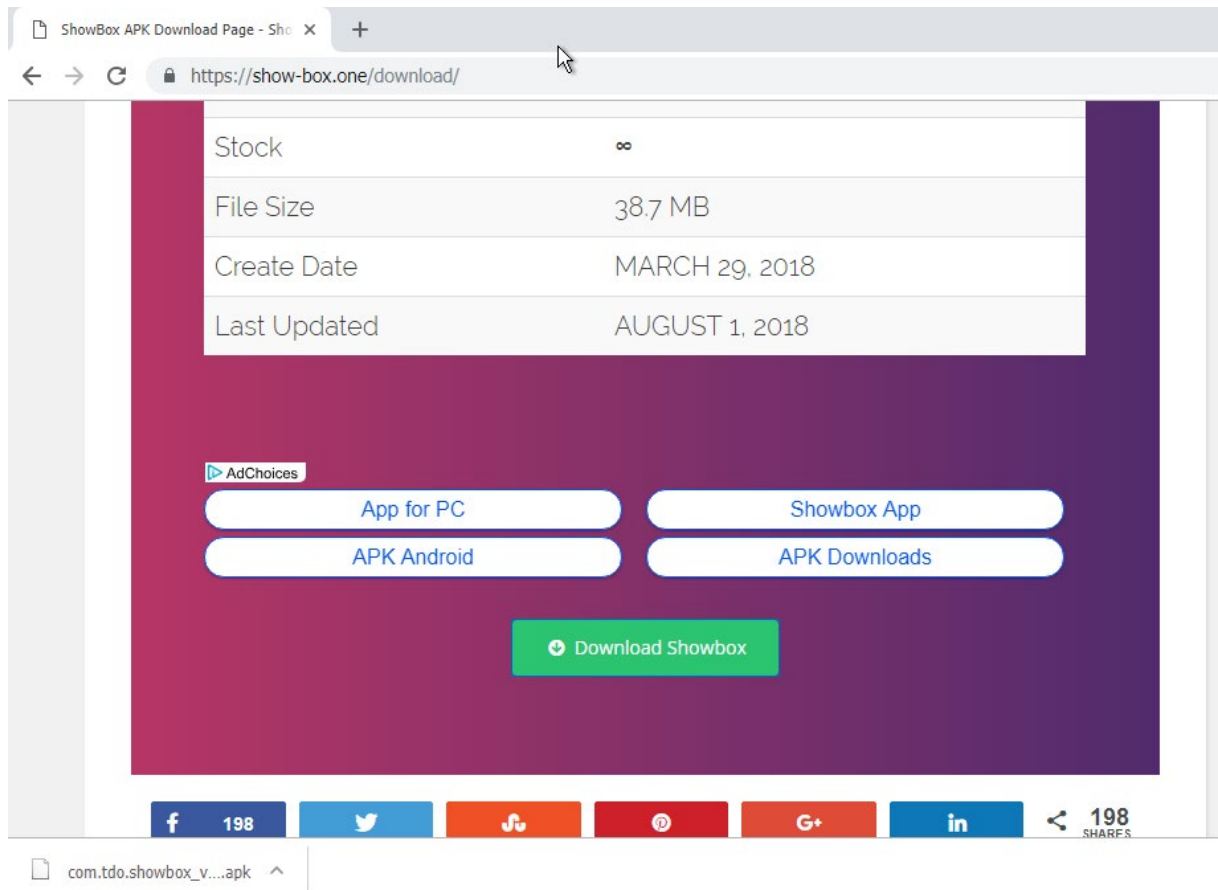 ShowBox APK Download Page - Sho
https://show-box.one/download/
Stock ∞
File Size 38.7 MB
Create Date MARCH 29, 2018
Last Updated AUGUST 1, 2018
AdChoices
App for PC Showbox App
APK Android APK Downloads
Download Showbox
f 198 G+ in 198
SHARES
com.tdo.showbox_v....apk